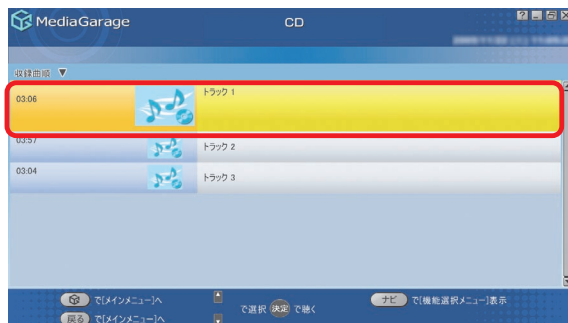 MediaGarage
CD
収録曲順 ▼
03:06 トラック 1
03:57 トラック 2
03:04 トラック 3
で[メインメニュー]へ
戻る で[メインメニュー]へ
で選択 決定 で聴く
ナビ で[機能選択メニュー]表示